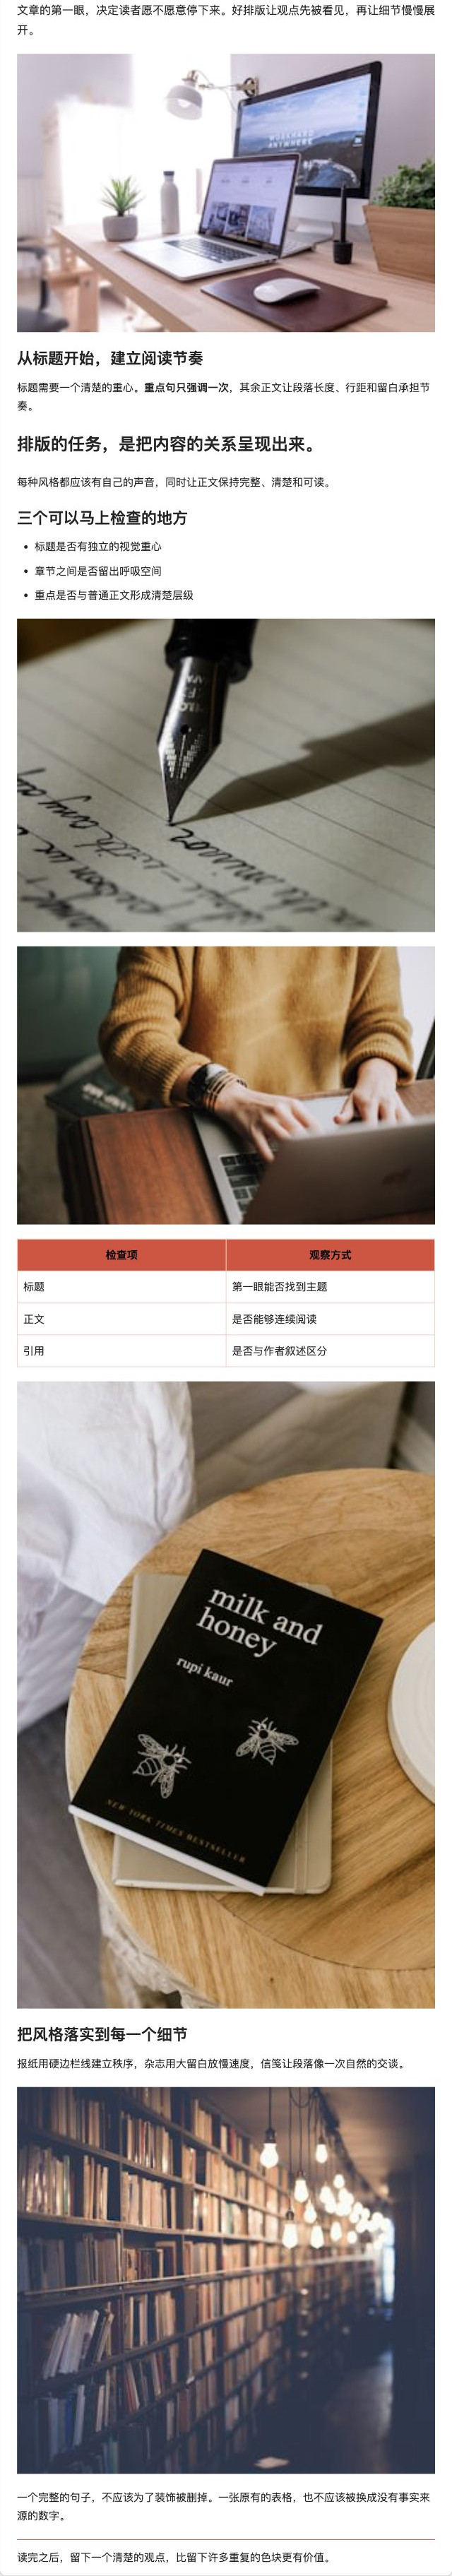 文章的第一眼，决定读者愿不愿意停下来。好排版让观点先被看见，再让细节慢慢展
开。
WORK HARD
ANYWHERE
从标题开始，建立阅读节奏
标题需要一个清楚的重心。重点句只强调一次，其余正文让段落长度、行距和留白承担节
奏。
排版的任务，是把内容的关系呈现出来。
每种风格都应该有自己的声音，同时让正文保持完整、清楚和可读。
三个可以马上检查的地方
标题是否有独立的视觉重心
章节之间是否留出呼吸空间
重点是否与普通正文形成清楚层级
检查项 观察方式
标题 第一眼能否找到主题
正文 是否能够连续阅读
引用 是否与作者叙述区分
milk and
honey
rupi kaur
NEW YORK TIMES BESTSELLER
把风格落实到每一个细节
报纸用硬边栏线建立秩序，杂志用大留白放慢速度，信笺让段落像一次自然的交谈。
一个完整的句子，不应该为了装饰被删掉。一张原有的表格，也不应该被换成没有事实来
源的数字。
读完之后，留下一个清楚的观点，比留下许多重复的色块更有价值。